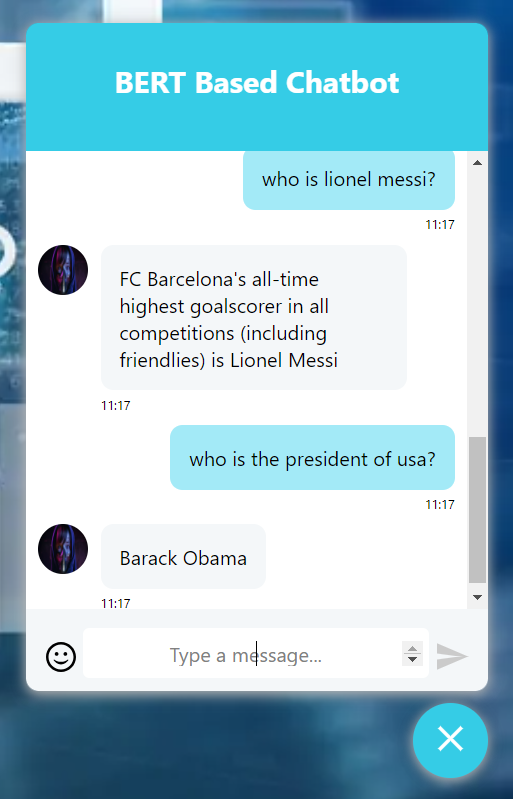 BERT Based Chatbot
who is lionel messi?
11:17
FC Barcelona's all-time
highest goalscorer in all
competitions (including
friendlies) is Lionel Messi
11:17
who is the president of usa?
11:17
Barack Obama
11:17
Type a message...